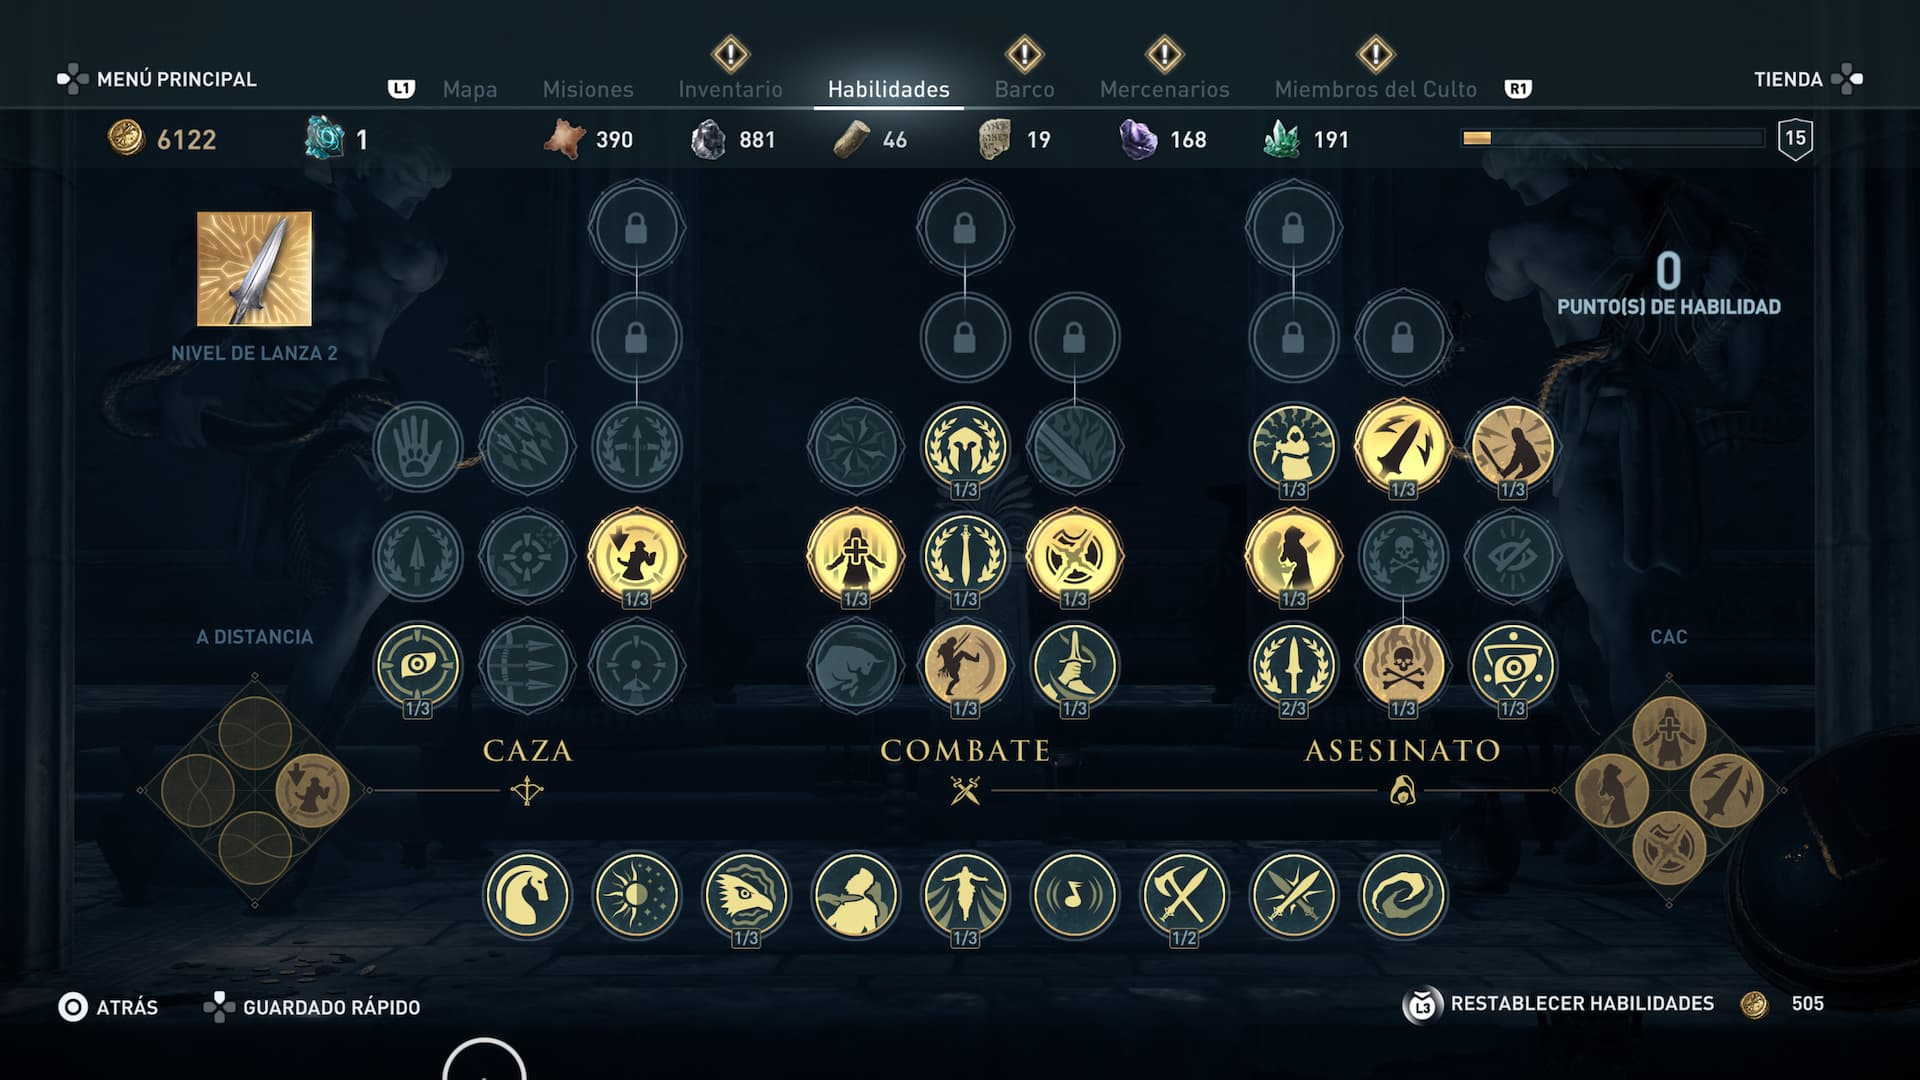 MENÚ PRINCIPAL
L1
Mapa
Misiones
Inventario
Habilidades
Barco
Mercenarios
Miembros del Culto
R1
TIENDA
6122
1
390
881
46
19
168
191
15
NIVEL DE LANZA 2
0
PUNTO(S) DE HABILIDAD
1/3
1/3
1/3
1/3
1/3
1/3
1/3
1/3
1/3
1/3
1/3
1/3
2/3
1/3
1/3
A DISTANCIA
CAC
CAZA
COMBATE
ASESINATO
1/3
1/3
1/2
ATRÁS
GUARDADO RÁPIDO
L3
RESTABLECER HABILIDADES
505